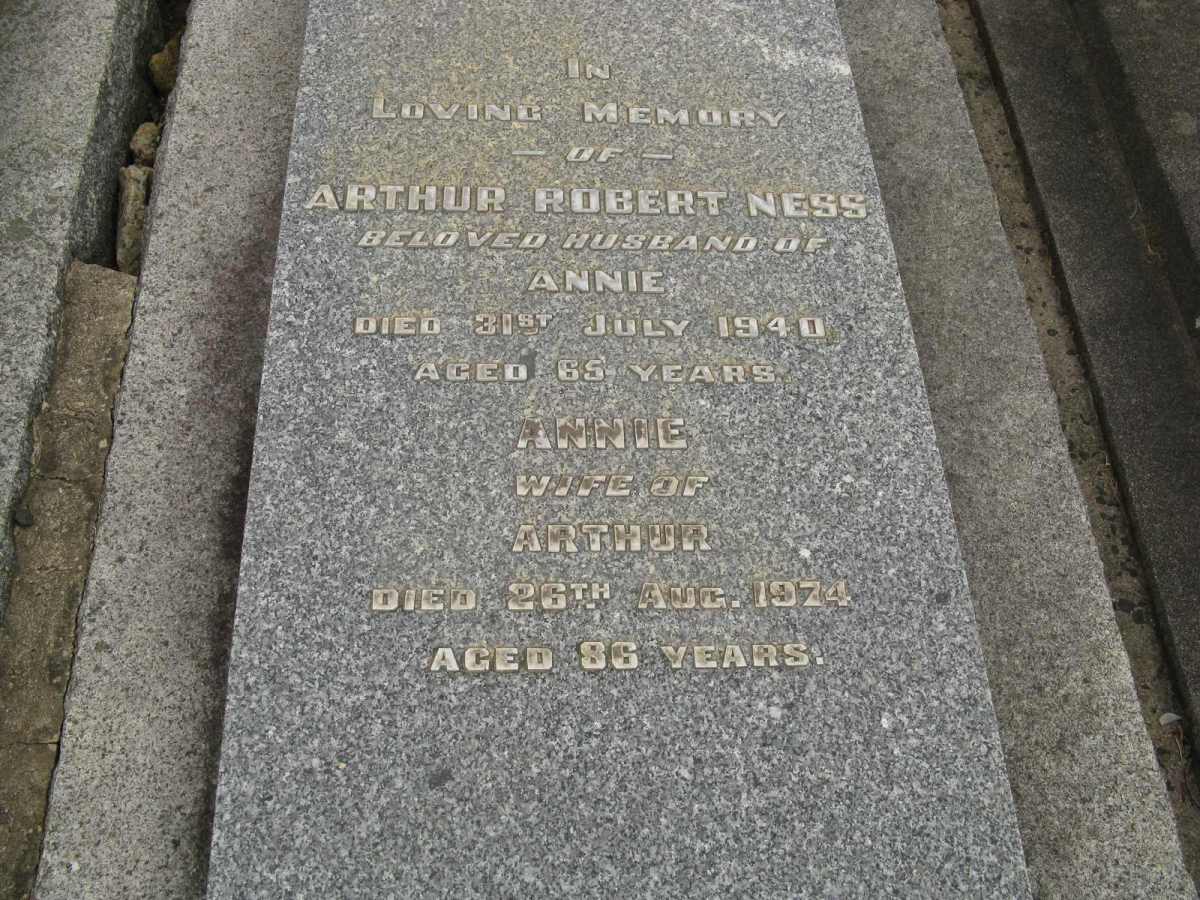 IN
LOVING MEMORY
— OF —
ARTHUR ROBERT NESS
BELOVED HUSBAND OF
ANNIE
DIED 31ST JULY 1940.
AGED 65 YEARS.
ANNIE
WIFE OF
ARTHUR
DIED 26TH AUG. 1974
AGED 86 YEARS.